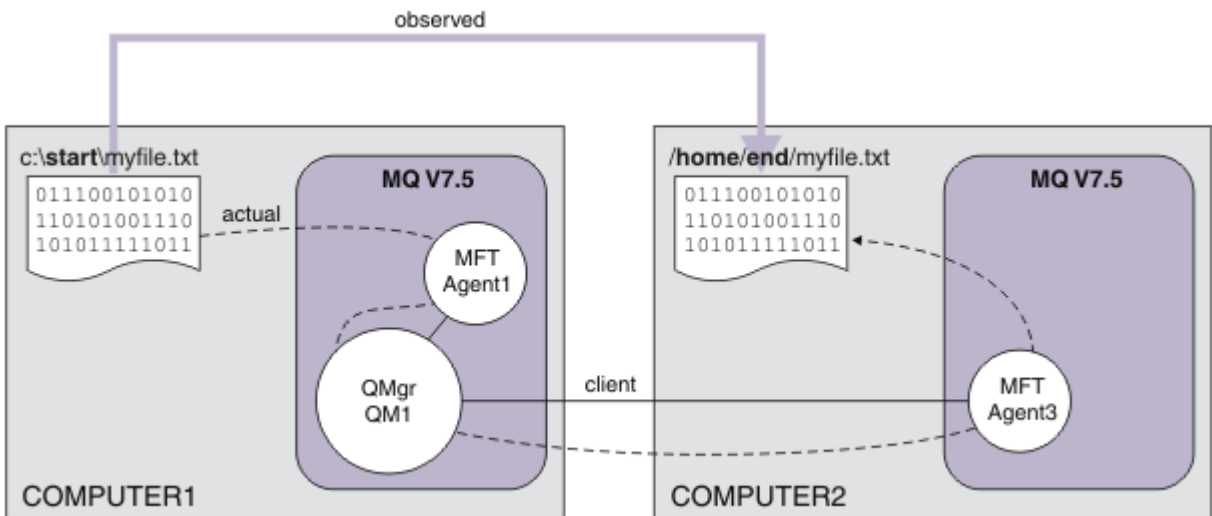 observed
c:\start\myfile.txt
011100101010
110101001110
101011111011
actual
MQ V7.5
MFT
Agent1
QMgr
QM1
COMPUTER1
client
/home/end/myfile.txt
011100101010
110101001110
101011111011
MQ V7.5
MFT
Agent3
COMPUTER2